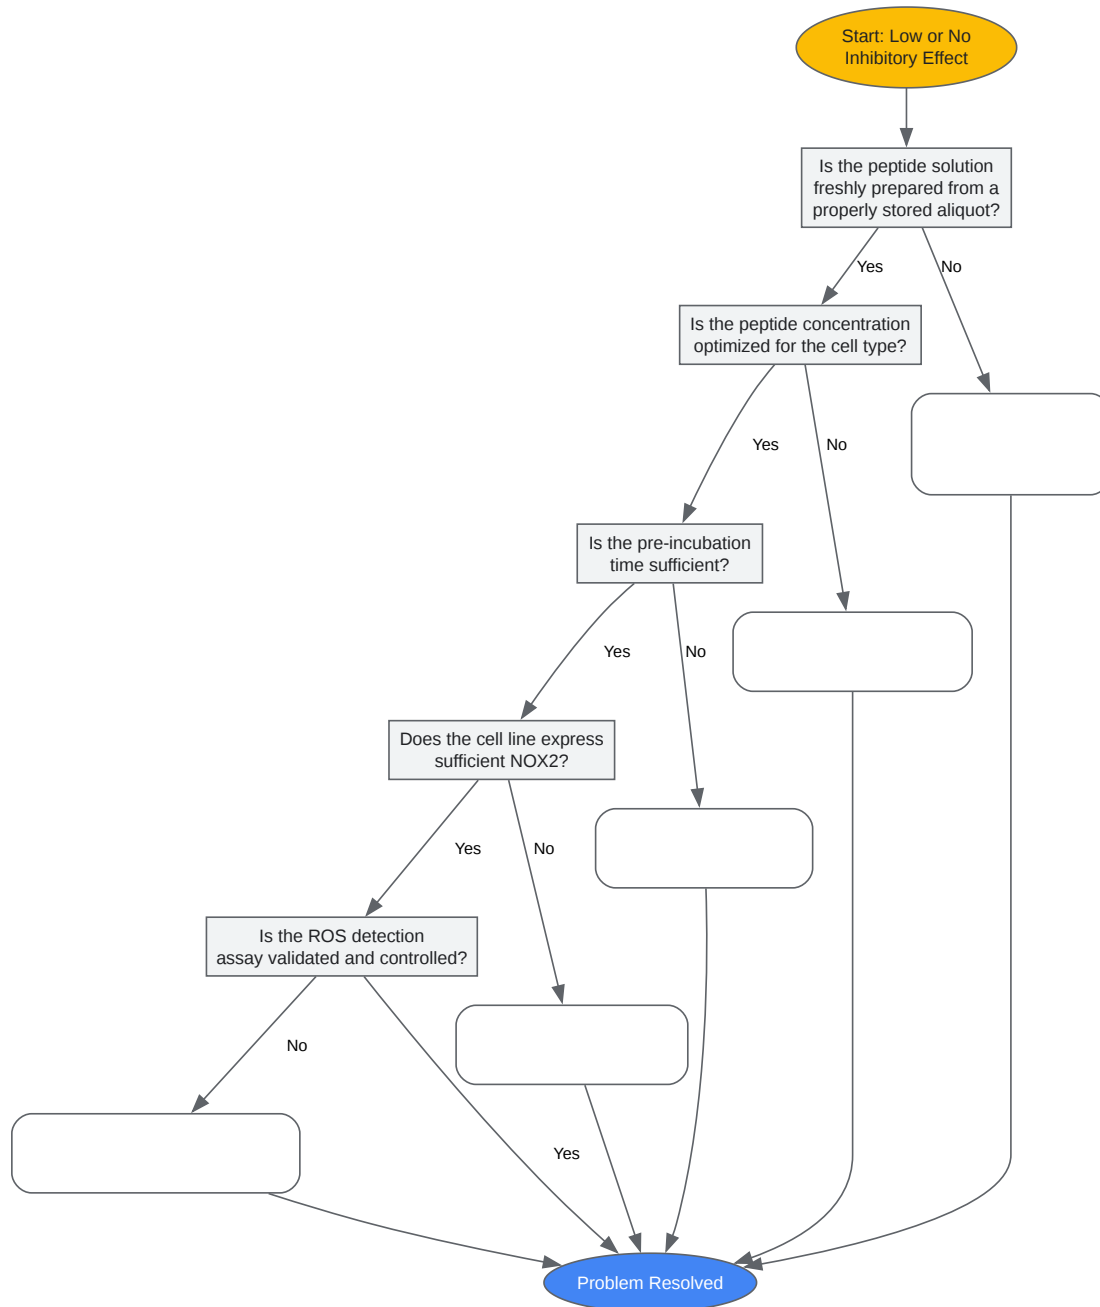 Start: Low or No
Inhibitory Effect
Is the peptide solution
freshly prepared from a
properly stored aliquot?
Yes
No
Is the peptide concentration
optimized for the cell type?
Yes
No
Is the pre-incubation
time sufficient?
Yes
No
Does the cell line express
sufficient NOX2?
Yes
No
Is the ROS detection
assay validated and controlled?
No
Yes
Problem Resolved